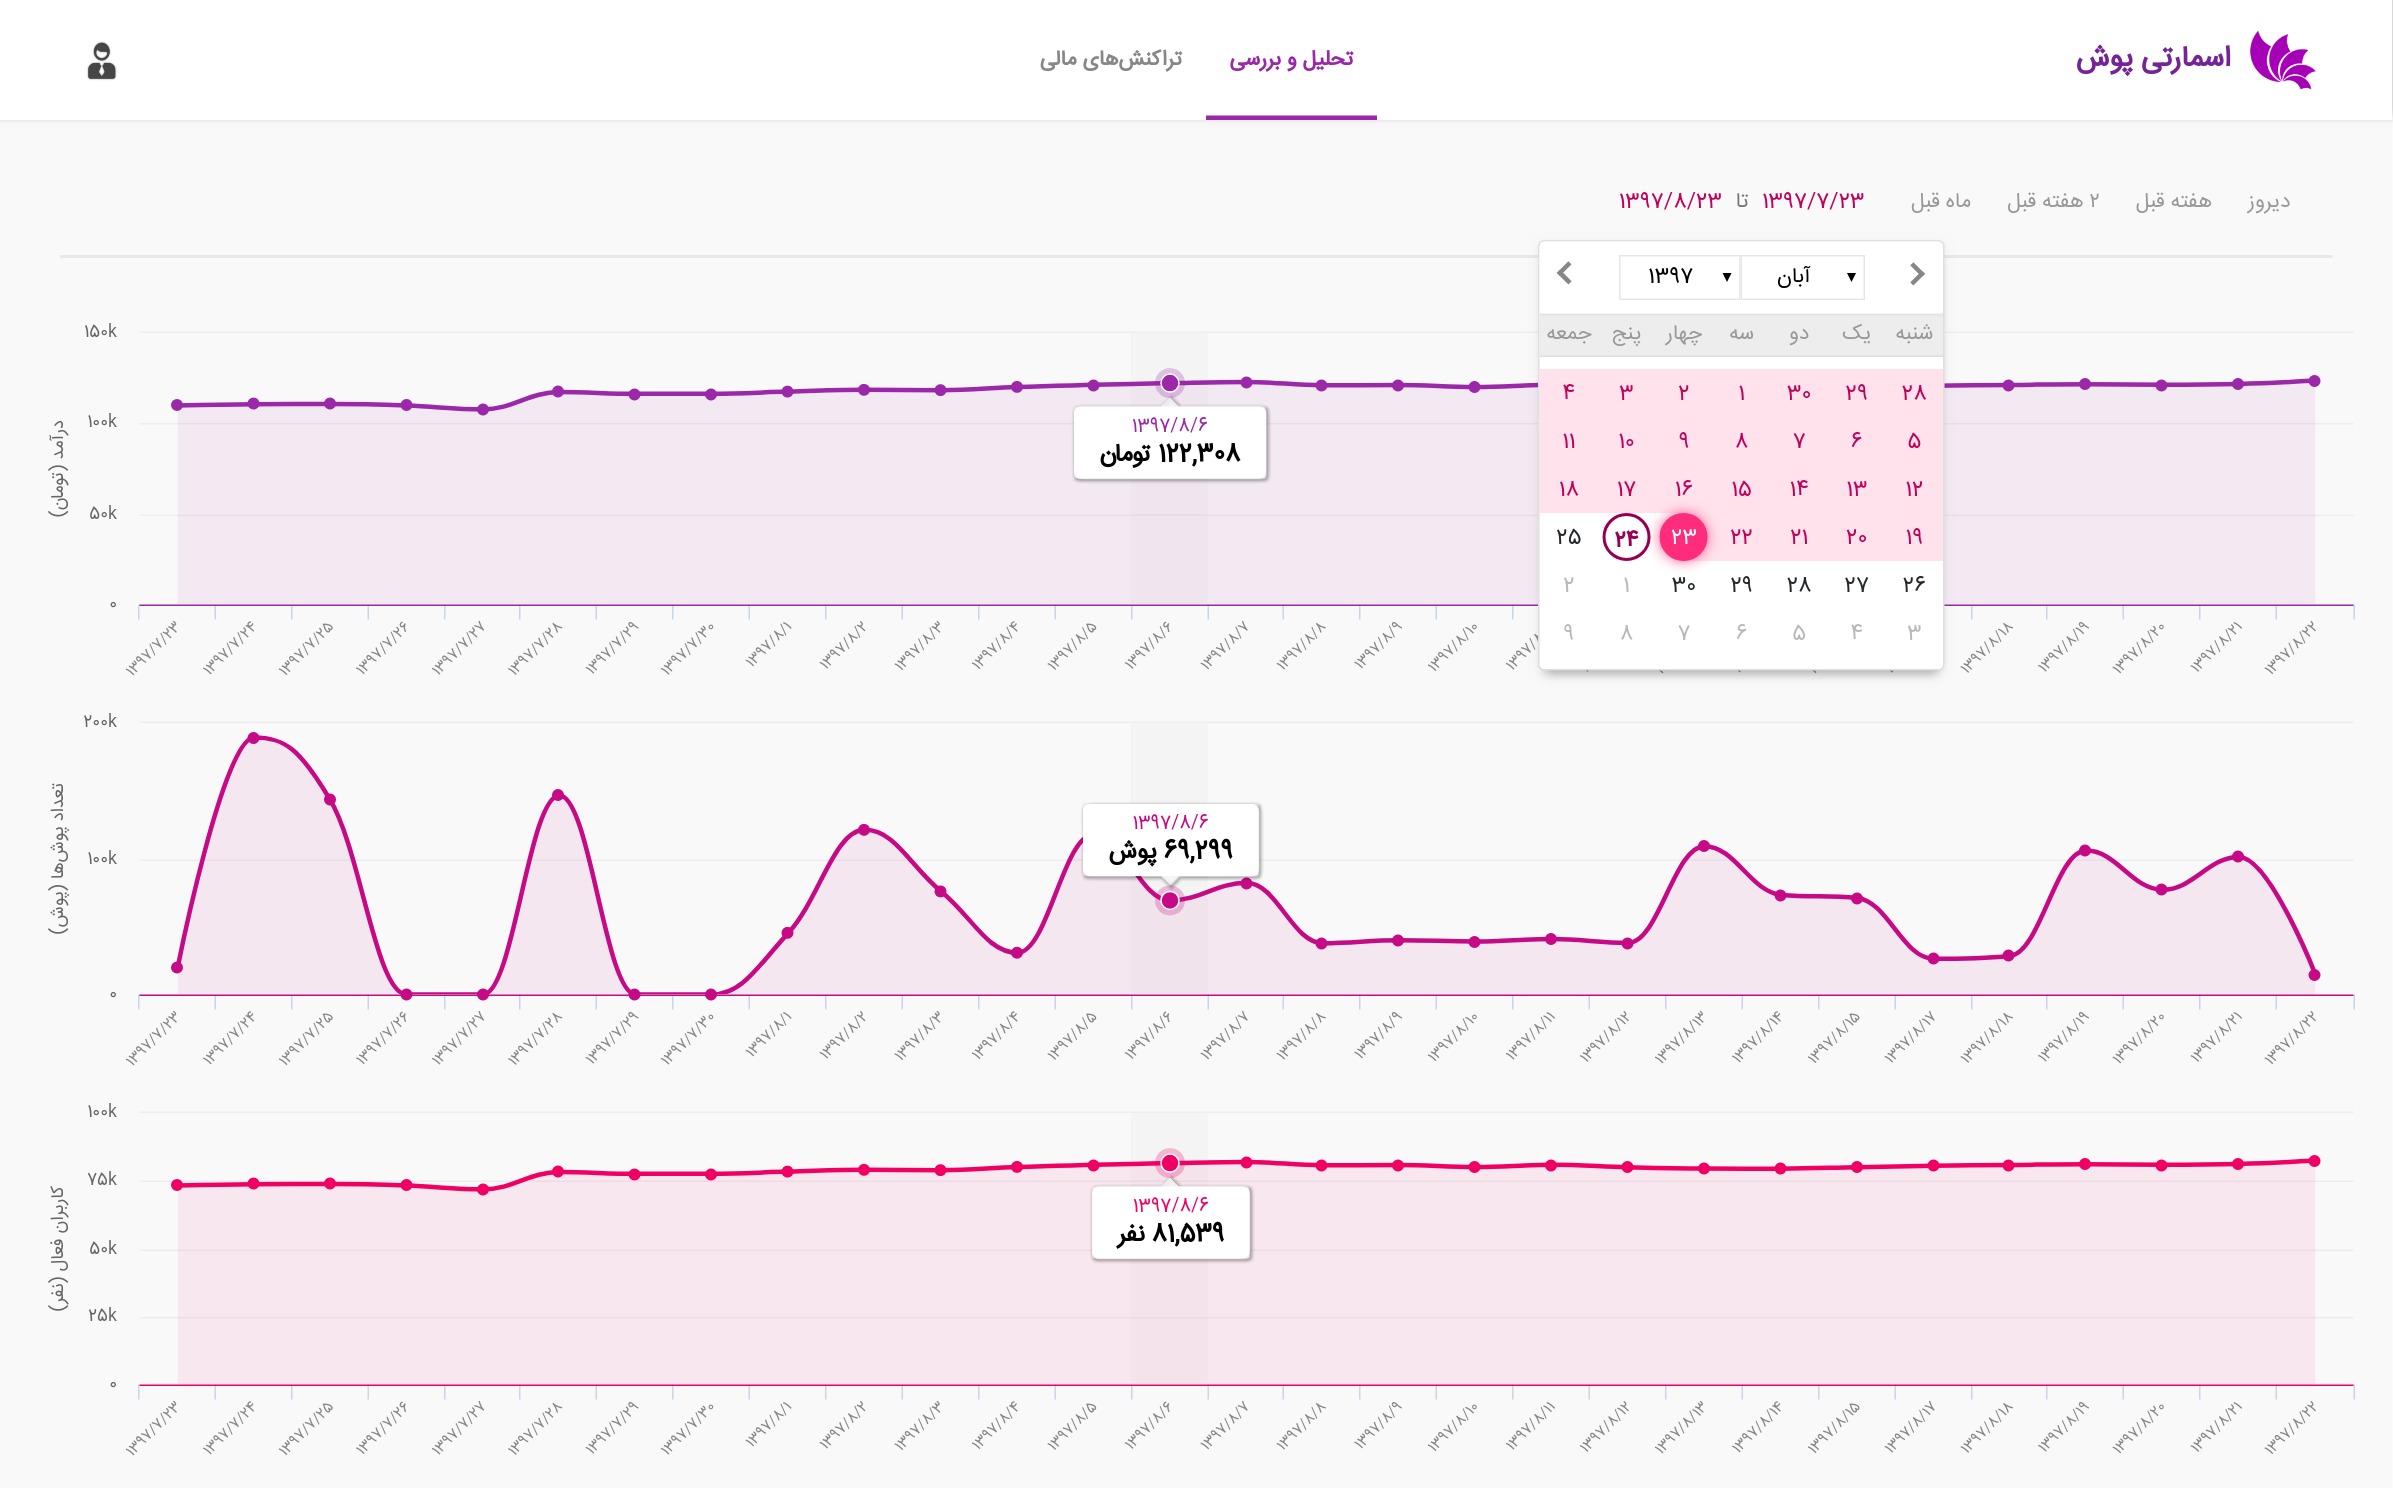 اسمارتی پوش
تحلیل و بررسی
تراکنش‌های مالی
دیروز
هفته قبل
۲ هفته قبل
ماه قبل
۱۳۹۷/۷/۲۳ تا ۱۳۹۷/۸/۲۳
آبان
۱۳۹۷
شنبه یک دو سه چهار پنج جمعه
۲۸ ۲۹ ۳۰ ۱ ۲ ۳ ۴
۵ ۶ ۷ ۸ ۹ ۱۰ ۱۱
۱۲ ۱۳ ۱۴ ۱۵ ۱۶ ۱۷ ۱۸
۱۹ ۲۰ ۲۱ ۲۲ ۲۳ ۲۴ ۲۵
۲۶ ۲۷ ۲۸ ۲۹ ۳۰ ۱ ۲
۳ ۴ ۵ ۶ ۷ ۸ ۹
درآمد (تومان)
۱۵۰k
۱۰۰k
۵۰k
۰
۱۳۹۷/۸/۶
۱۲۲,۳۰۸ تومان
۱۳۹۷/۷/۲۳ ۱۳۹۷/۷/۲۴ ۱۳۹۷/۷/۲۵ ۱۳۹۷/۷/۲۶ ۱۳۹۷/۷/۲۷ ۱۳۹۷/۷/۲۸ ۱۳۹۷/۷/۲۹ ۱۳۹۷/۷/۳۰ ۱۳۹۷/۸/۱ ۱۳۹۷/۸/۲ ۱۳۹۷/۸/۳ ۱۳۹۷/۸/۴ ۱۳۹۷/۸/۵ ۱۳۹۷/۸/۶ ۱۳۹۷/۸/۷ ۱۳۹۷/۸/۸ ۱۳۹۷/۸/۹ ۱۳۹۷/۸/۱۰ ۱۳۹۷/۸/۱۸ ۱۳۹۷/۸/۱۹ ۱۳۹۷/۸/۲۰ ۱۳۹۷/۸/۲۱ ۱۳۹۷/۸/۲۲
تعداد پوش‌ها (پوش)
۲۰۰k
۱۰۰k
۰
۱۳۹۷/۸/۶
۶۹,۲۹۹ پوش
۱۳۹۷/۷/۲۳ ۱۳۹۷/۷/۲۴ ۱۳۹۷/۷/۲۵ ۱۳۹۷/۷/۲۶ ۱۳۹۷/۷/۲۷ ۱۳۹۷/۷/۲۸ ۱۳۹۷/۷/۲۹ ۱۳۹۷/۷/۳۰ ۱۳۹۷/۸/۱ ۱۳۹۷/۸/۲ ۱۳۹۷/۸/۳ ۱۳۹۷/۸/۴ ۱۳۹۷/۸/۵ ۱۳۹۷/۸/۶ ۱۳۹۷/۸/۷ ۱۳۹۷/۸/۸ ۱۳۹۷/۸/۹ ۱۳۹۷/۸/۱۰ ۱۳۹۷/۸/۱۱ ۱۳۹۷/۸/۱۲ ۱۳۹۷/۸/۱۳ ۱۳۹۷/۸/۱۴ ۱۳۹۷/۸/۱۵ ۱۳۹۷/۸/۱۷ ۱۳۹۷/۸/۱۸ ۱۳۹۷/۸/۱۹ ۱۳۹۷/۸/۲۰ ۱۳۹۷/۸/۲۱ ۱۳۹۷/۸/۲۲
کاربران فعال (نفر)
۱۰۰k
۷۵k
۵۰k
۲۵k
۰
۱۳۹۷/۸/۶
۸۱,۵۳۹ نفر
۱۳۹۷/۷/۲۳ ۱۳۹۷/۷/۲۴ ۱۳۹۷/۷/۲۵ ۱۳۹۷/۷/۲۶ ۱۳۹۷/۷/۲۷ ۱۳۹۷/۷/۲۸ ۱۳۹۷/۷/۲۹ ۱۳۹۷/۷/۳۰ ۱۳۹۷/۸/۱ ۱۳۹۷/۸/۲ ۱۳۹۷/۸/۳ ۱۳۹۷/۸/۴ ۱۳۹۷/۸/۵ ۱۳۹۷/۸/۶ ۱۳۹۷/۸/۷ ۱۳۹۷/۸/۸ ۱۳۹۷/۸/۹ ۱۳۹۷/۸/۱۰ ۱۳۹۷/۸/۱۱ ۱۳۹۷/۸/۱۲ ۱۳۹۷/۸/۱۳ ۱۳۹۷/۸/۱۴ ۱۳۹۷/۸/۱۵ ۱۳۹۷/۸/۱۷ ۱۳۹۷/۸/۱۸ ۱۳۹۷/۸/۱۹ ۱۳۹۷/۸/۲۰ ۱۳۹۷/۸/۲۱ ۱۳۹۷/۸/۲۲